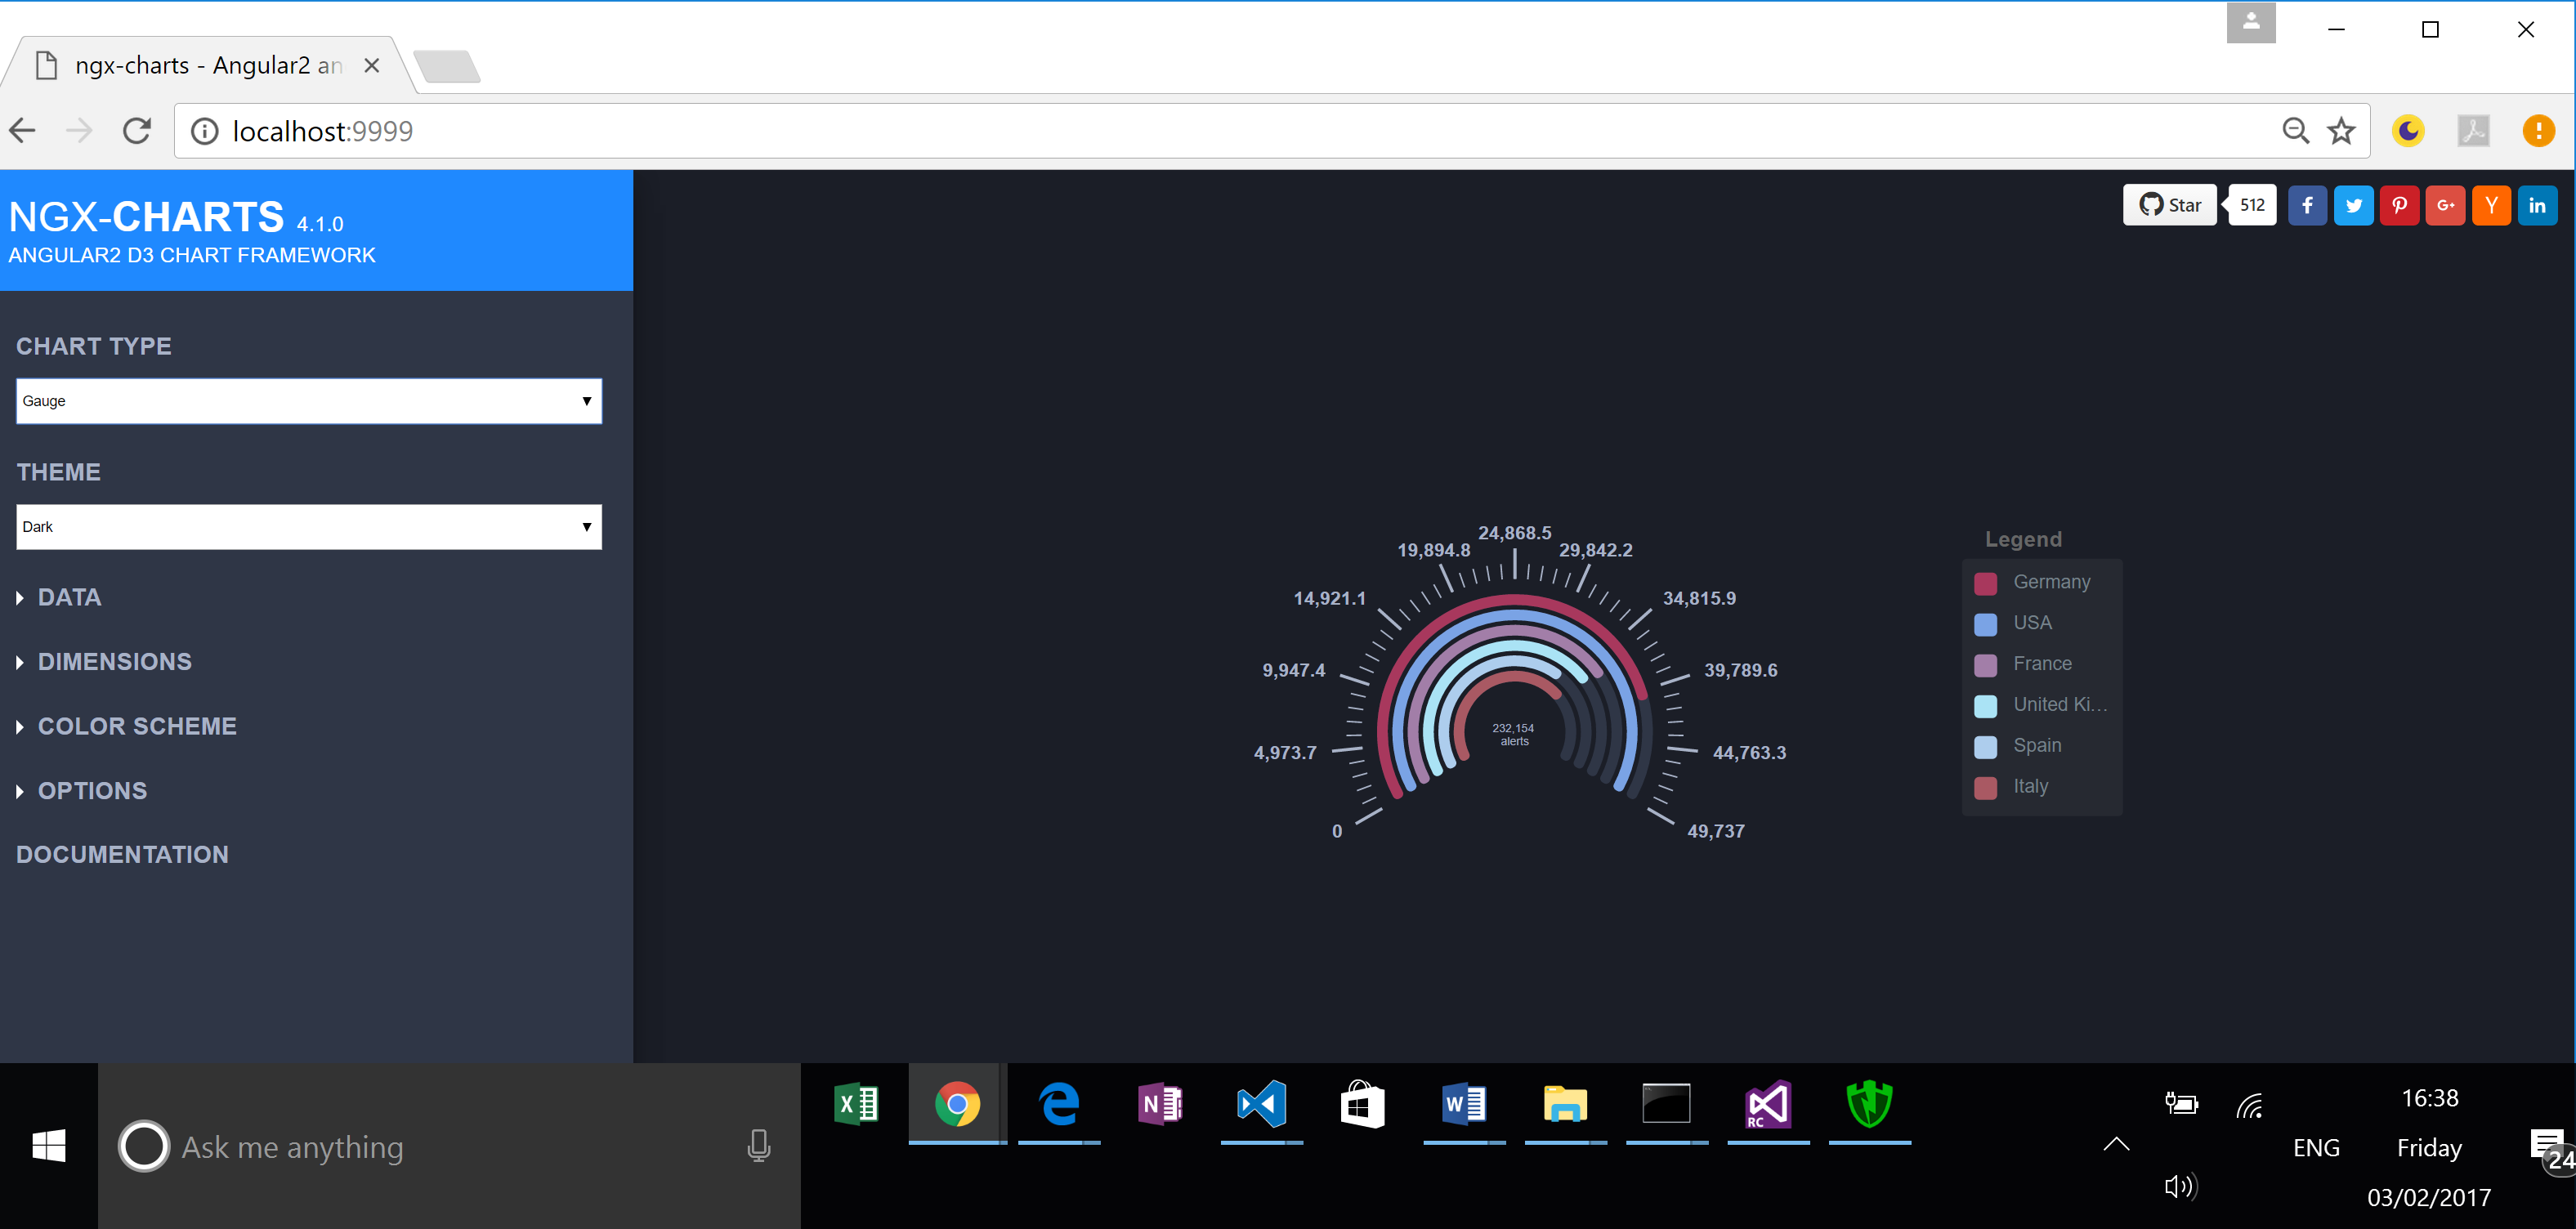 ngx-charts - Angular2 an
localhost:9999
NGX-CHARTS 4.1.0
ANGULAR2 D3 CHART FRAMEWORK
CHART TYPE
Gauge
THEME
Dark
DATA
DIMENSIONS
COLOR SCHEME
OPTIONS
DOCUMENTATION
Star
512
f
G+
Y
in
24,868.5
19,894.8
29,842.2
14,921.1
34,815.9
9,947.4
39,789.6
4,973.7
44,763.3
0
49,737
232,154
alerts
Legend
Germany
USA
France
United Ki...
Spain
Italy
Ask me anything
X
N
W
RC
16:38
ENG
Friday
24
03/02/2017